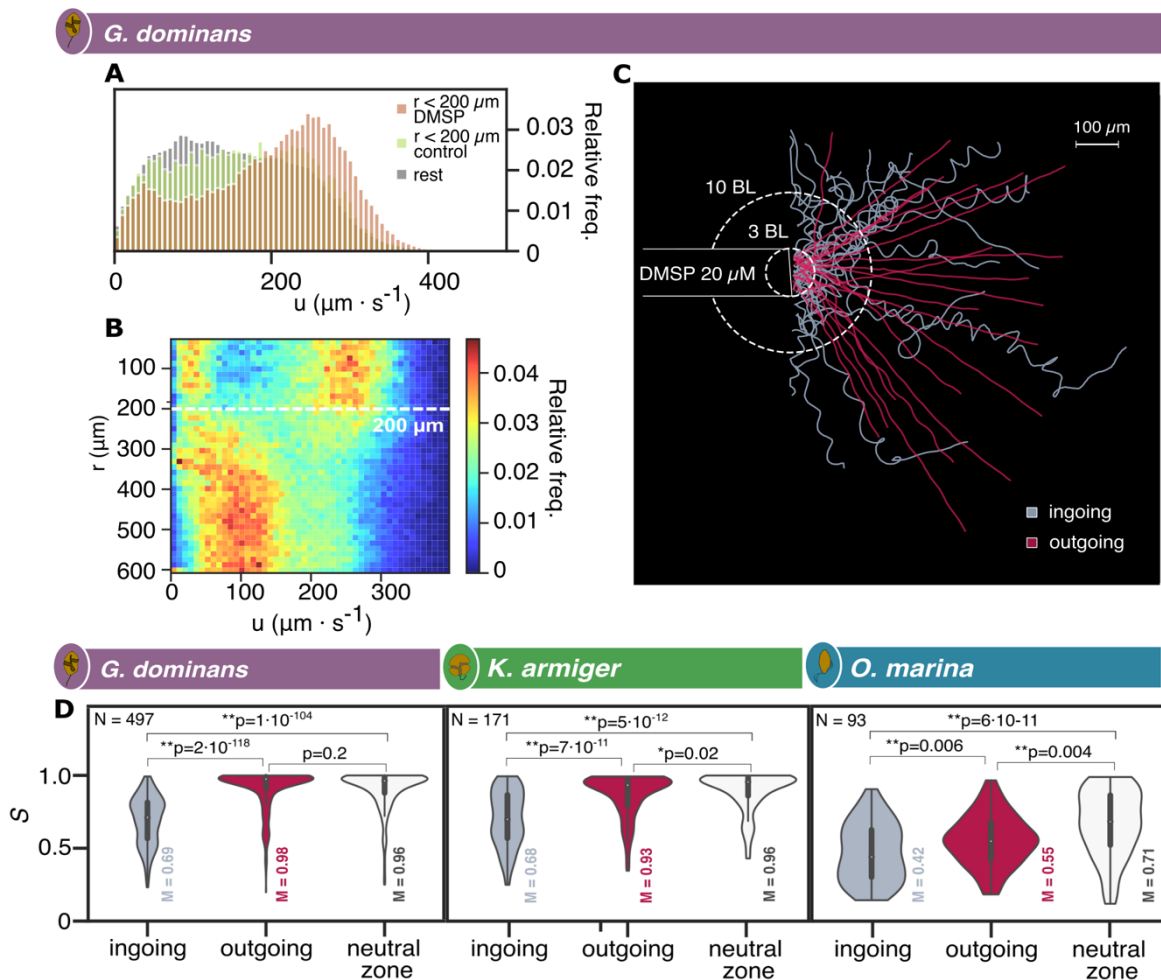 G. dominans
A
r < 200 µm
DMSP
r < 200 µm
control
rest
Relative freq.
0.03
0.02
0.01
0
0
200
400
u (µm · s⁻¹)
B
r (µm)
100
200
300
400
500
600
200 µm
0
100
200
300
u (µm · s⁻¹)
0.04
0.03
0.02
0.01
0
Relative freq.
C
100 µm
10 BL
3 BL
DMSP 20 µM
ingoing
outgoing
G. dominans
K. armiger
O. marina
D
S
1.0
0.5
0
N = 497
**p=1·10⁻¹⁰⁴
**p=2·10⁻¹¹⁸
p=0.2
M = 0.69
M = 0.98
M = 0.96
ingoing
outgoing
neutral
zone
N = 171
**p=5·10⁻¹²
**p=7·10⁻¹¹
*p=0.02
M = 0.68
M = 0.93
M = 0.96
ingoing
outgoing
neutral
zone
N = 93
**p=6·10-11
**p=0.006
**p=0.004
M = 0.42
M = 0.55
M = 0.71
ingoing
outgoing
neutral
zone